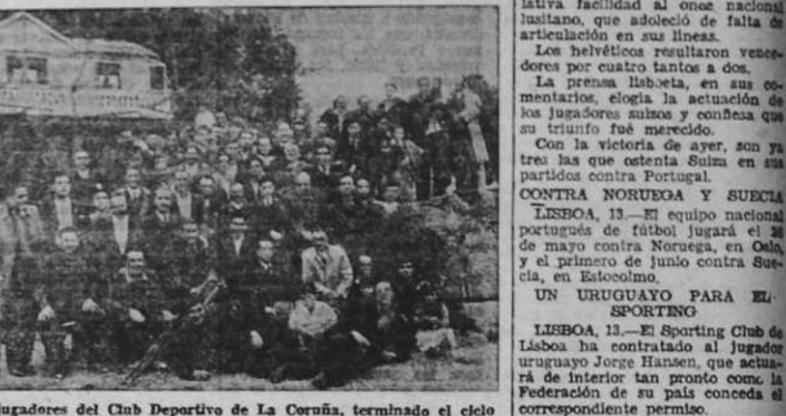 jugadores del Club Deportivo de La Coruña, terminado el ciclo
lativa facilidad al once nacional
lusitano, que adoleció de falta de
articulación en sus líneas.
Los helvéticos resultaron vence-
dores por cuatro tantos a dos.
La prensa lisboeta, en sus co-
mentarios, elogia la actuación de
los jugadores suizos y confiesa que
su triunfo fué merecido.
Con la victoria de ayer, son ya
tres las que ostenta Suiza en sus
partidos contra Portugal.
CONTRA NORUEGA Y SUECIA
LISBOA, 13.—El equipo nacional
portugués de fútbol jugará el
de mayo contra Noruega, en Oslo,
y el primero de junio contra Sue-
cia, en Estocolmo.
UN URUGUAYO PARA EL
SPORTING
LISBOA, 13.—El Sporting Club de
Lisboa ha contratado al jugador
uruguayo Jorge Hansen, que actua-
rá de interior tan pronto como la
Federación de su país conceda el
correspondiente permiso.